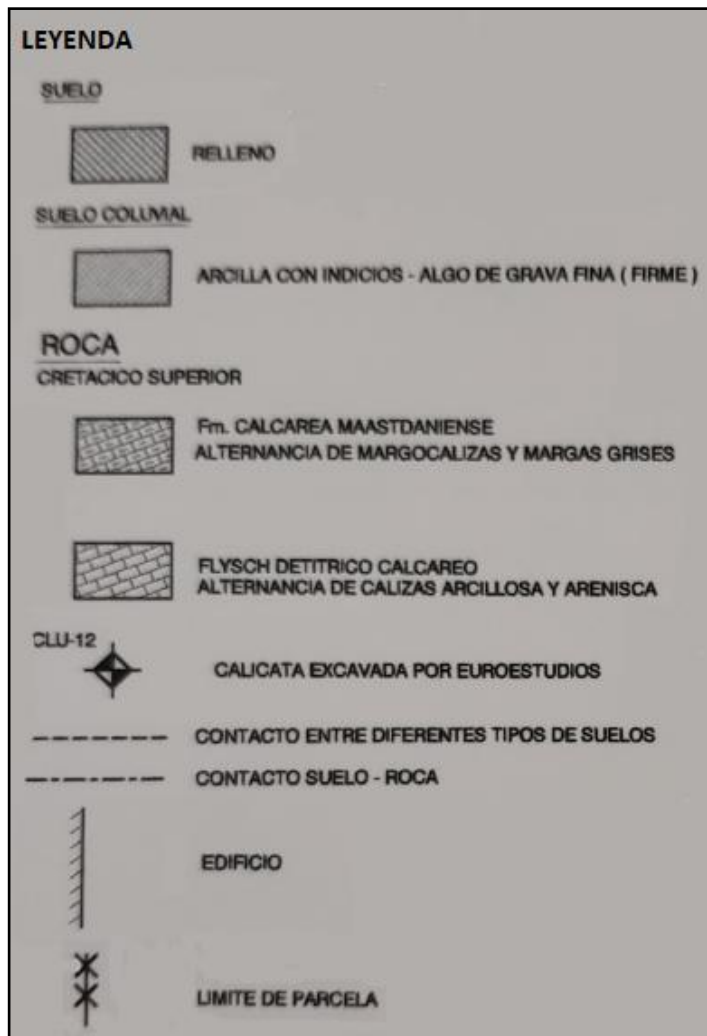 LEYENDA
SUELO
RELLENO
SUELO COLUVIAL
ARCILLA CON INDICIOS - ALGO DE GRAVA FINA ( FIRME )
ROCA
CRETACICO SUPERIOR
Fm. CALCAREA MAASTDANIENSE
ALTERNANCIA DE MARGOCALIZAS Y MARGAS GRISES
FLYSCH DETITRICO CALCAREO
ALTERNANCIA DE CALIZAS ARCILLOSA Y ARENISCA
CLU-12
CALICATA EXCAVADA POR EUROESTUDIOS
CONTACTO ENTRE DIFERENTES TIPOS DE SUELOS
CONTACTO SUELO - ROCA
EDIFICIO
LIMITE DE PARCELA